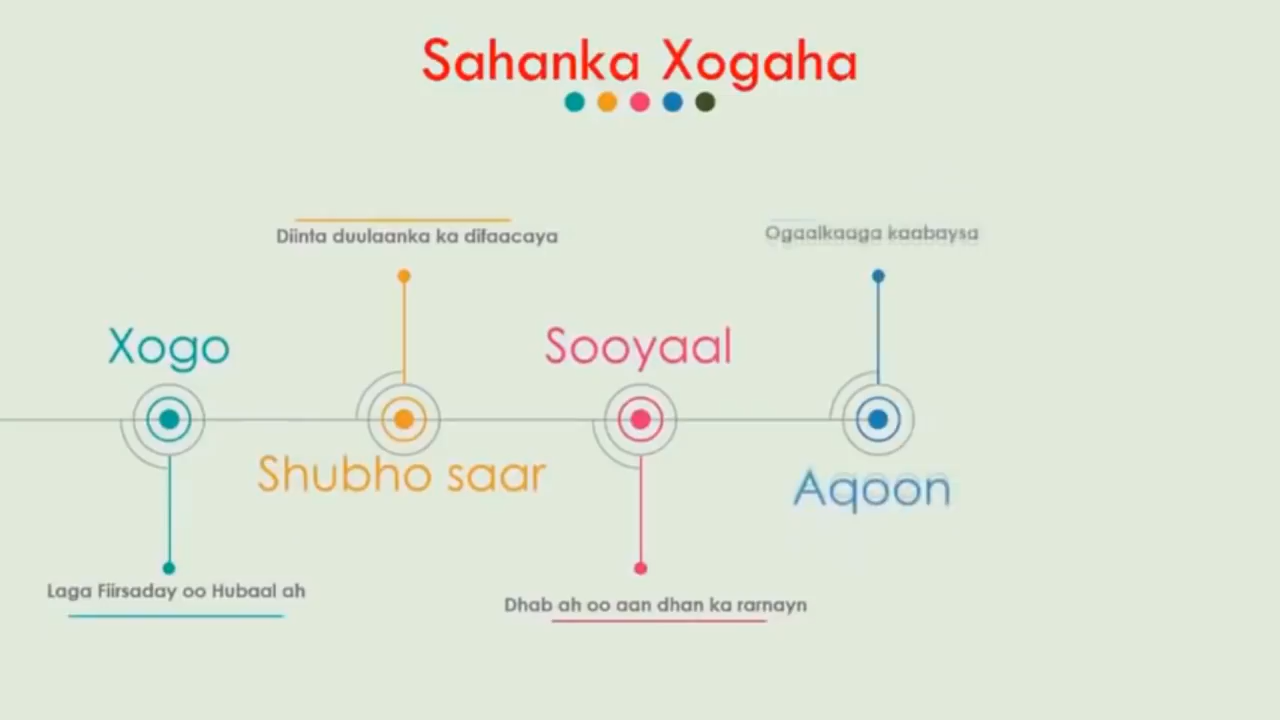 Sahanka Xogaha
Diinta duulaanka ka difaacaya
Ogaalkaaga kaabaysa
Xogo
Sooyaal
Shubho saar
Aqoon
Laga Fiirsaday oo Hubaal ah
Dhab ah oo aan dhan ka rarnayn